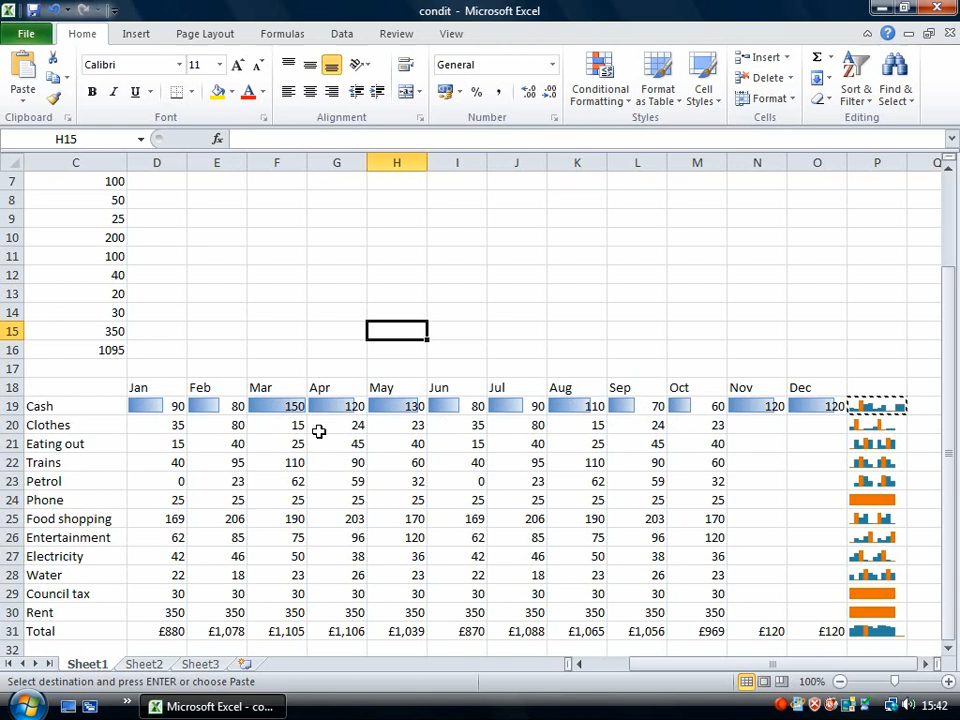 condit - Microsoft Excel
File Home Insert Page Layout Formulas Data Review View
Calibri 11 General Insert
Paste B I U % , Conditional Formatting Format as Table Cell Styles Delete Format Sort & Filter Find & Select
Clipboard Font Alignment Number Styles Cells Editing
H15 fx
C D E F G H I J K L M N O P Q
7 100
8 50
9 25
10 200
11 100
12 40
13 20
14 30
15 350
16 1095
17
18 Jan Feb Mar Apr May Jun Jul Aug Sep Oct Nov Dec
19 Cash 90 80 150 120 130 80 90 110 70 60 120 120
20 Clothes 35 80 15 24 23 35 80 15 24 23
21 Eating out 15 40 25 45 40 15 40 25 45 40
22 Trains 40 95 110 90 60 40 95 110 90 60
23 Petrol 0 23 62 59 32 0 23 62 59 32
24 Phone 25 25 25 25 25 25 25 25 25 25
25 Food shopping 169 206 190 203 170 169 206 190 203 170
26 Entertainment 62 85 75 96 120 62 85 75 96 120
27 Electricity 42 46 50 38 36 42 46 50 38 36
28 Water 22 18 23 26 23 22 18 23 26 23
29 Council tax 30 30 30 30 30 30 30 30 30 30
30 Rent 350 350 350 350 350 350 350 350 350 350
31 Total £880 £1,078 £1,105 £1,106 £1,039 £870 £1,088 £1,065 £1,056 £969 £120 £120
32
Sheet1 Sheet2 Sheet3
Select destination and press ENTER or choose Paste 100%
Microsoft Excel - co... 15:42